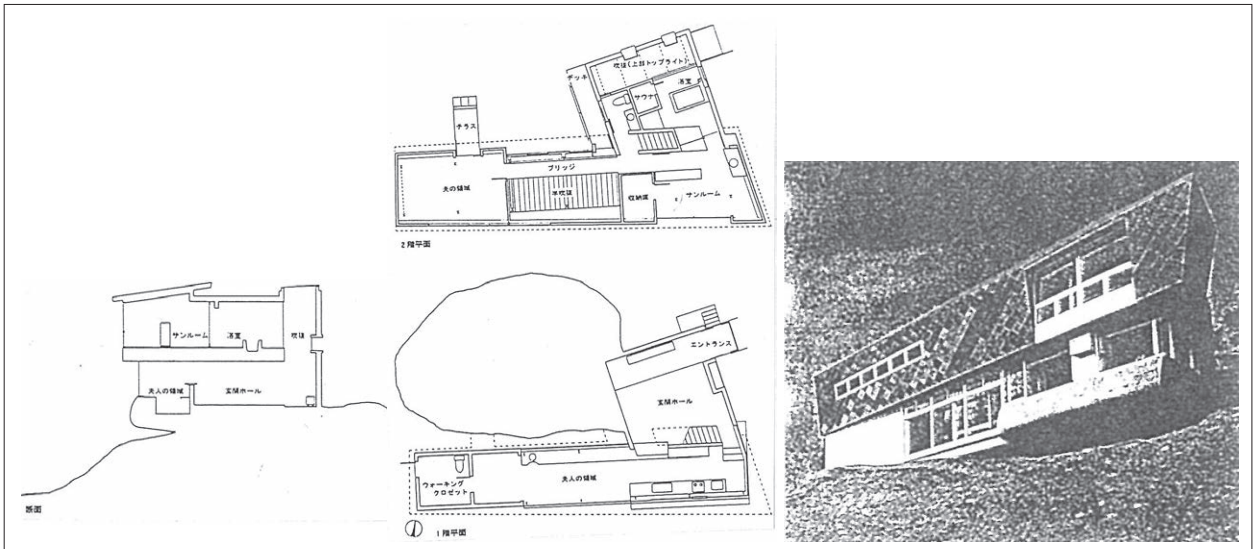 サンルーム
浴室
吹抜
夫人の領域
玄関ホール
断面
デッキ
吹抜(上部トップライト)
サウナ
浴室
テラス
ブリッジ
夫の領域
半吹抜
収納庫
サンルーム
2階平面
エントランス
玄関ホール
ウォーキング
クロゼット
夫人の領域
1階平面